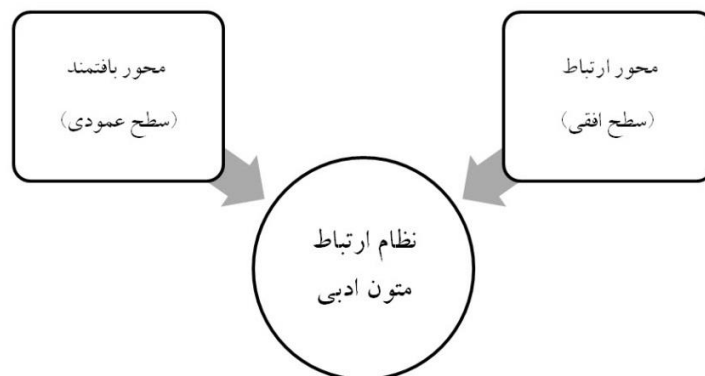 محور ارتباط
(سطح افقی)
محور بافتمند
(سطح عمودی)
نظام ارتباط
متون ادبی